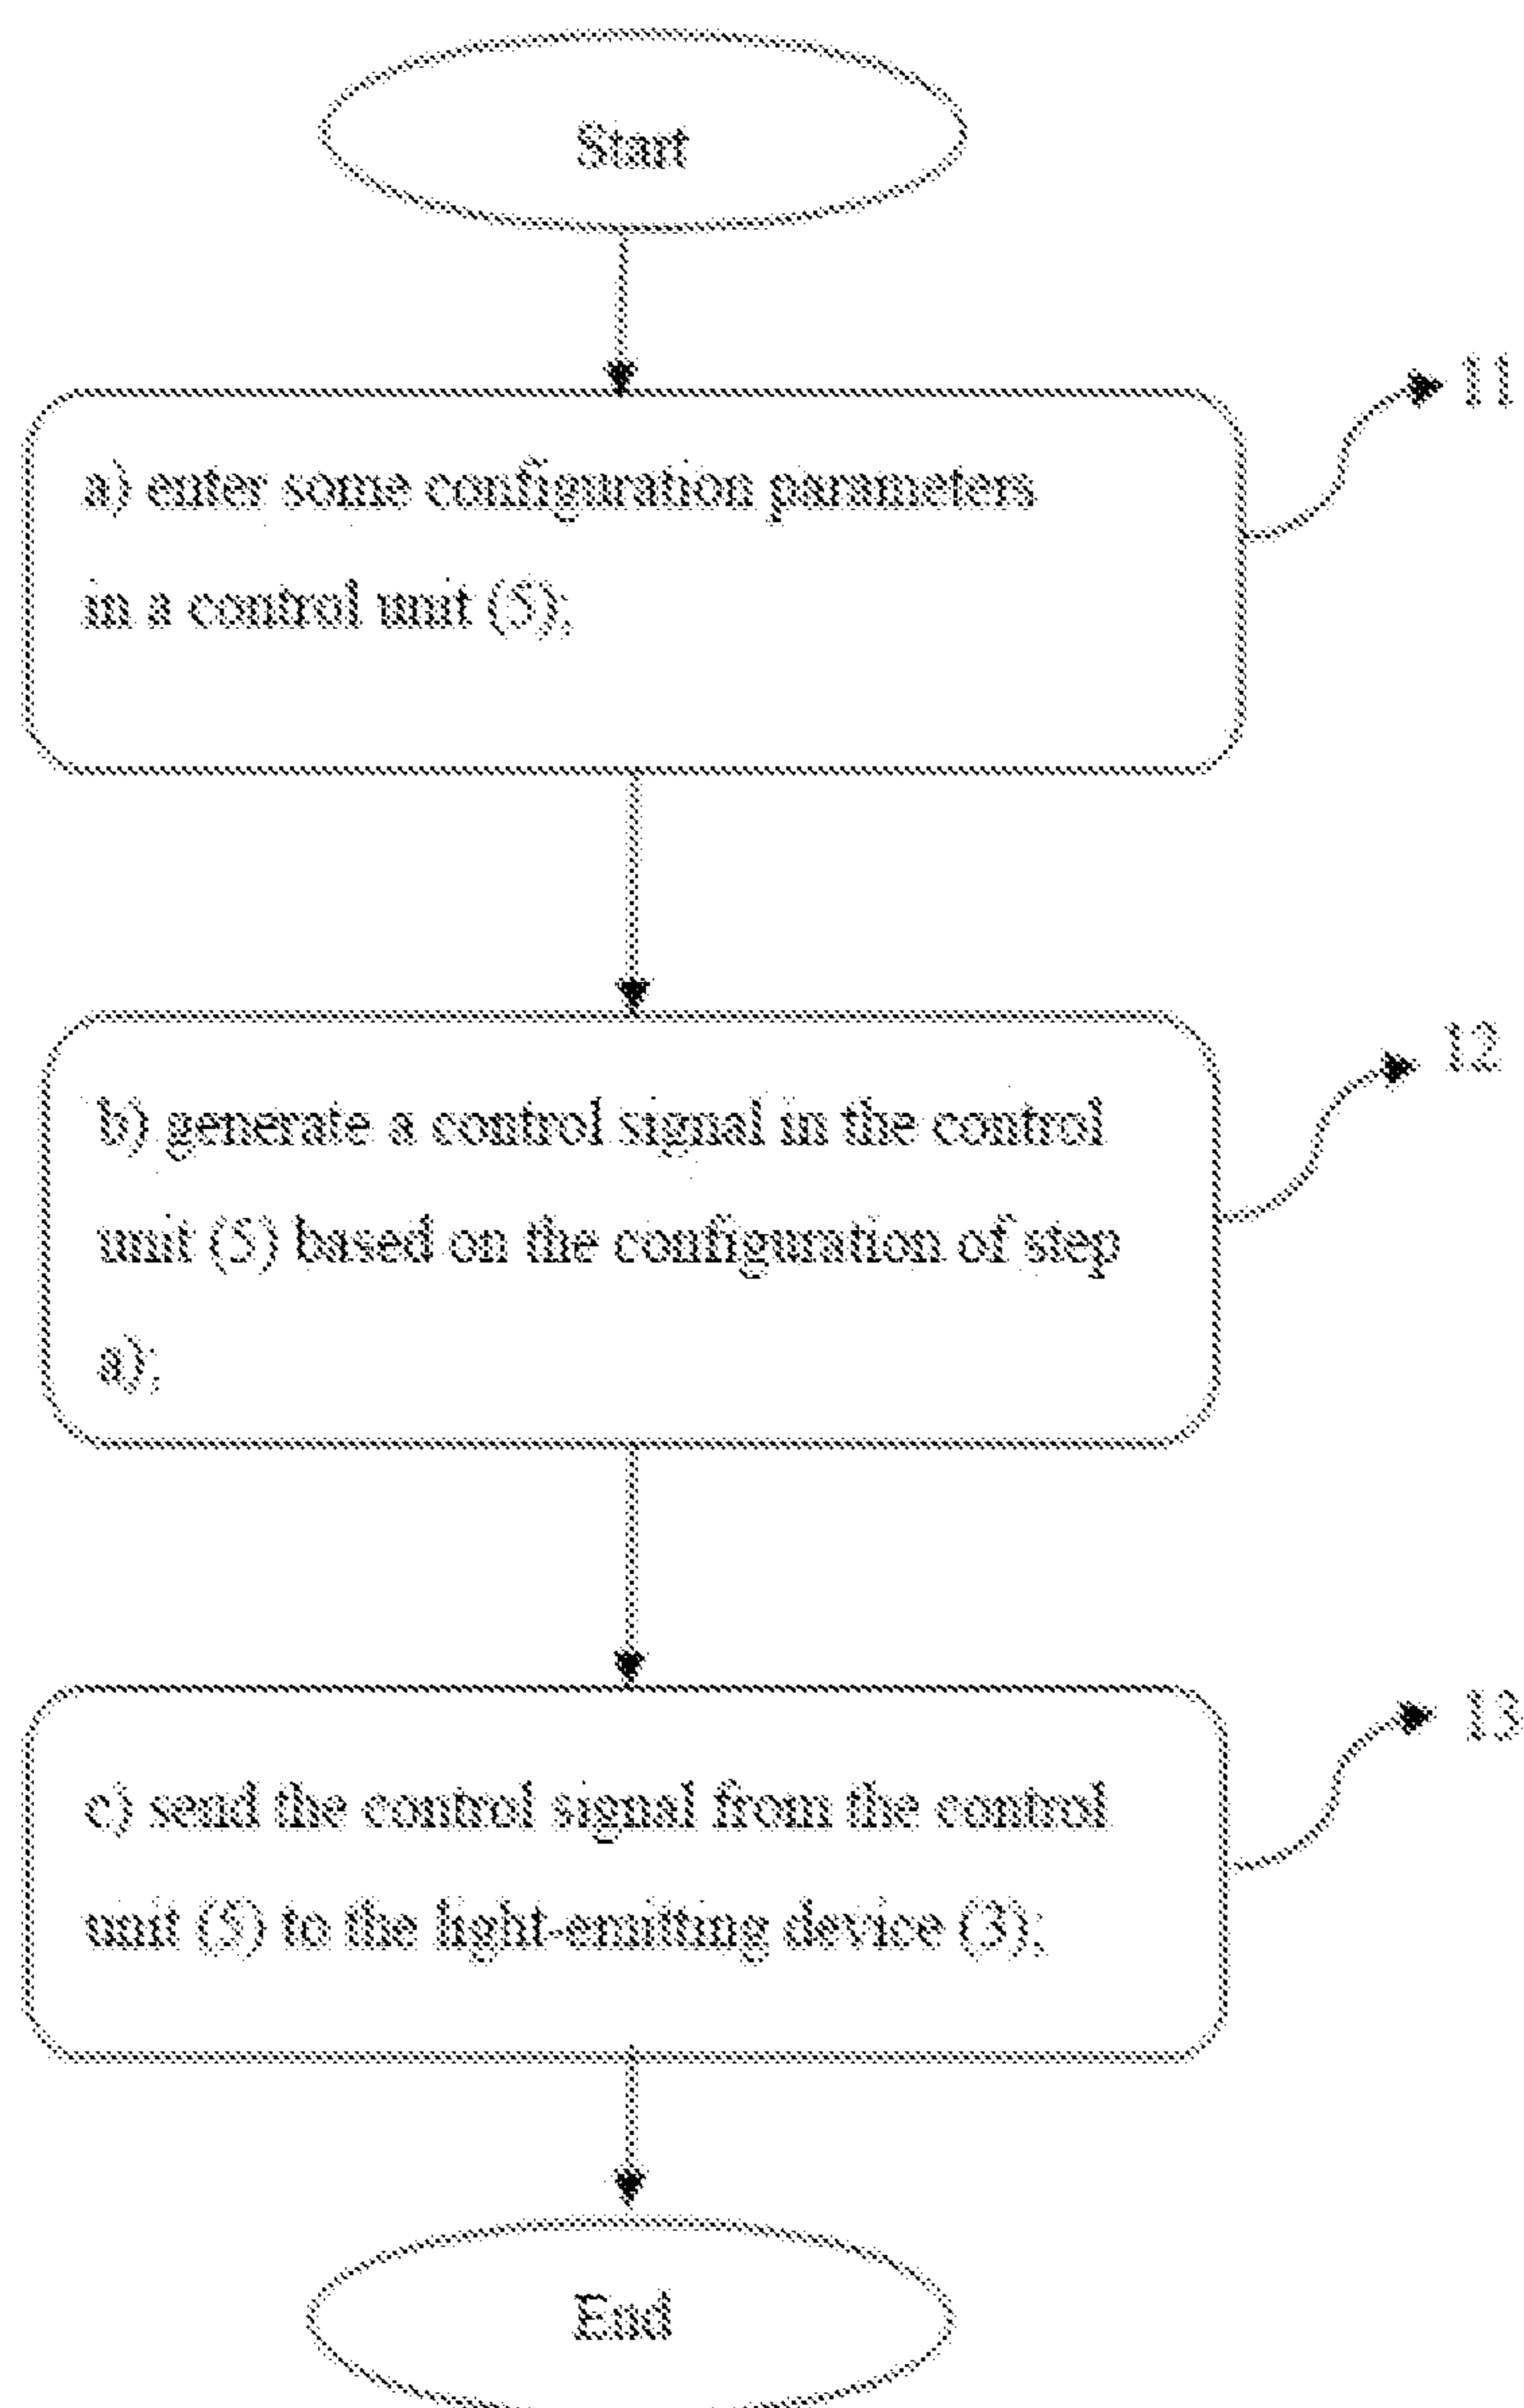 Start
11
a) enter some configuration parameters
in a control unit (5);
12
b) generate a control signal in the control
unit (5) based on the configuration of step
a);
13
c) send the control signal from the control
unit (5) to the light-emitting device (3);
End